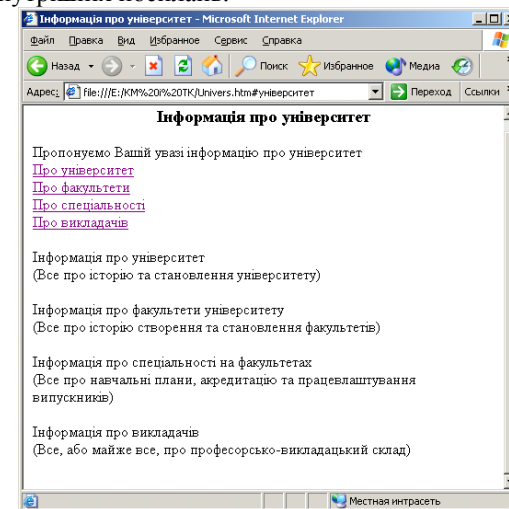 посилань.
Інформація про університет - Microsoft Internet Explorer
Файл Правка Вид Избранное Сервис Справка
Назад Поиск Избранное Медиа
Адрес: file:///E:/КМ%20і%20ТК/Univers.htm#університет Переход Ссылки
Інформація про університет
Пропонуємо Вашій увазі інформацію про університет
Про університет
Про факультети
Про спеціальності
Про викладачів
Інформація про університет
(Все про історію та становлення університету)
Інформація про факультети університету
(Все про історію створення та становлення факультетів)
Інформація про спеціальності на факультетах
(Все про навчальні плани, акредитацію та працевлаштування
випускників)
Інформація про викладачів
(Все, або майже все, про професорсько-викладацький склад)
Местная интрасеть